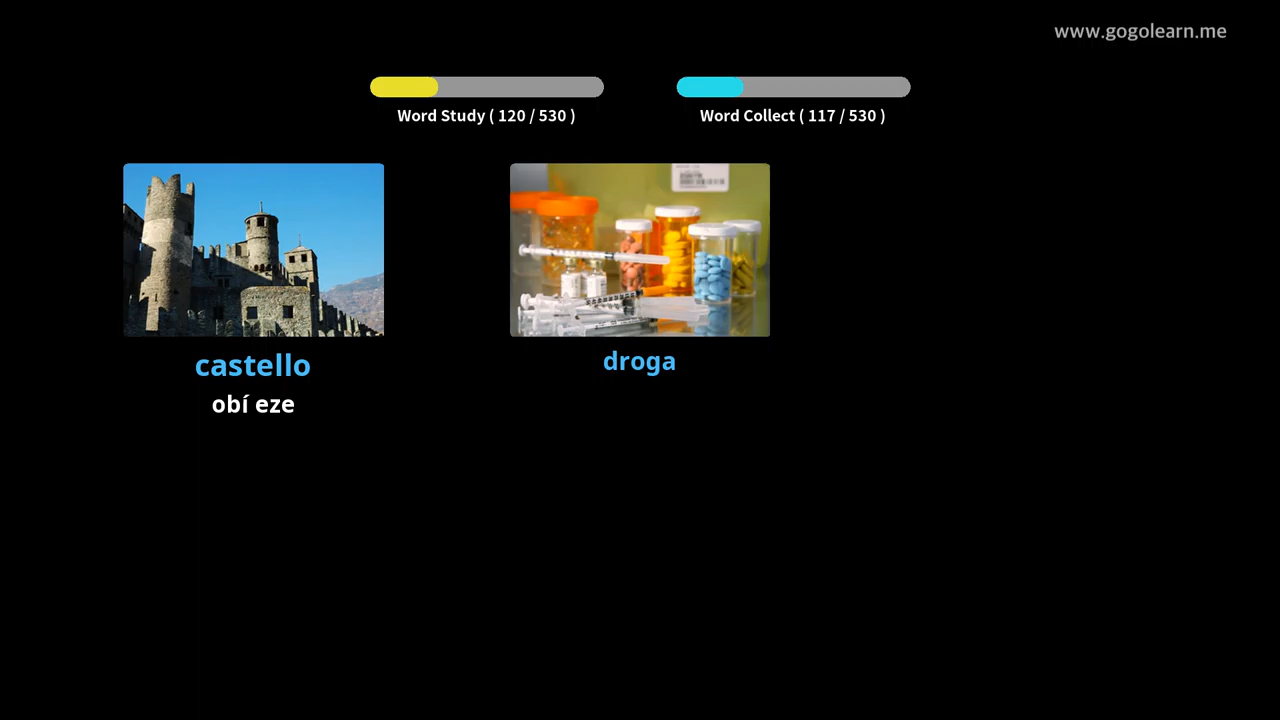 www.gogolearn.me
Word Study ( 120 / 530 )
Word Collect ( 117 / 530 )
castello
obí eze
droga